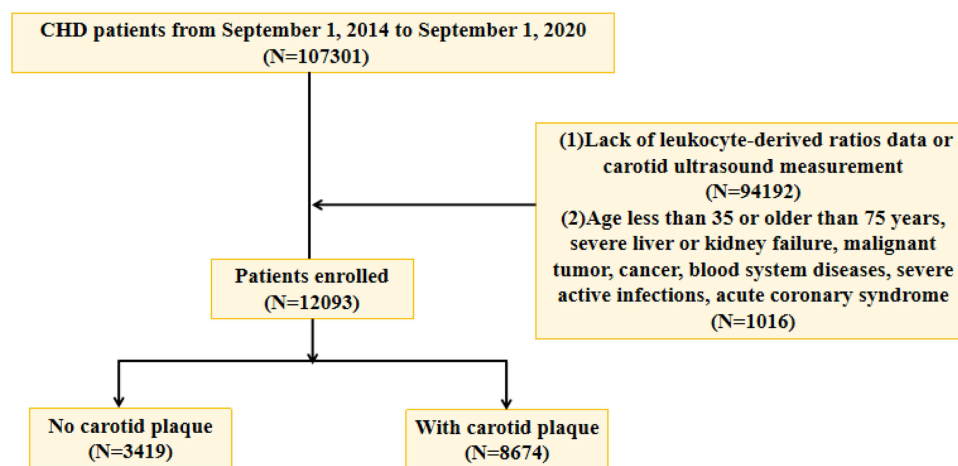 CHD patients from September 1, 2014 to September 1, 2020
(N=107301)
(1)Lack of leukocyte-derived ratios data or
carotid ultrasound measurement
(N=94192)
(2)Age less than 35 or older than 75 years,
severe liver or kidney failure, malignant
tumor, cancer, blood system diseases, severe
active infections, acute coronary syndrome
(N=1016)
Patients enrolled
(N=12093)
No carotid plaque
(N=3419)
With carotid plaque
(N=8674)